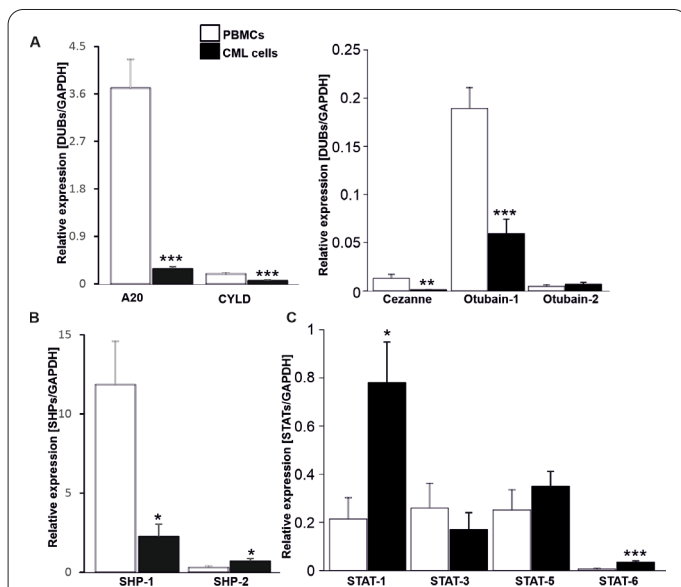 A
PBMCs
CML cells
Relative expression [DUBs/GAPDH]
4.5
3.6
2.7
1.8
0.9
0
***
***
A20 CYLD
Relative expression [DUBs/GAPDH]
0.25
0.2
0.15
0.1
0.05
0
**
***
Cezanne Otubain-1 Otubain-2
B
Relative expression [SHPs/GAPDH]
15
10
5
0
*
*
SHP-1 SHP-2
C
Relative expression [STATs/GAPDH]
1
0.8
0.6
0.4
0.2
0
*
***
STAT-1 STAT-3 STAT-5 STAT-6